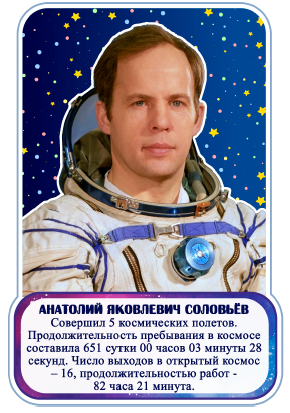 АНАТОЛИЙ ЯКОВЛЕВИЧ СОЛОВЬЁВ
Совершил 5 космических полетов.
Продолжительность пребывания в космосе
составила 651 сутки 00 часов 03 минуты 28
секунд. Число выходов в открытый космос
– 16, продолжительностью работ -
82 часа 21 минута.